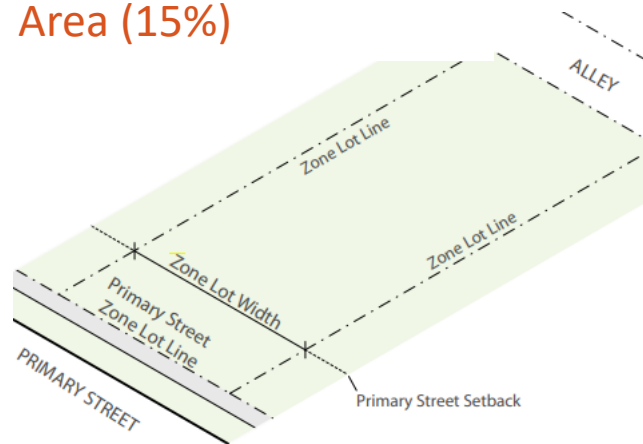 Area (15%)
ALLEY
Zone Lot Line
Zone Lot Line
Zone Lot Width
Primary Street
Zone Lot Line
PRIMARY STREET
Primary Street Setback